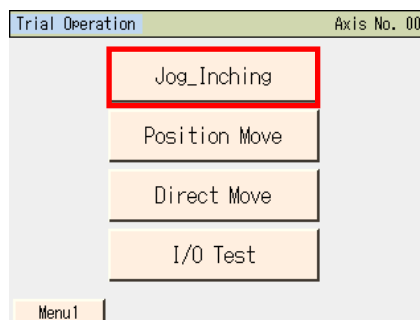 Trial Operation Axis No. 00
Jog_Inching
Position Move
Direct Move
I/O Test
Menu1